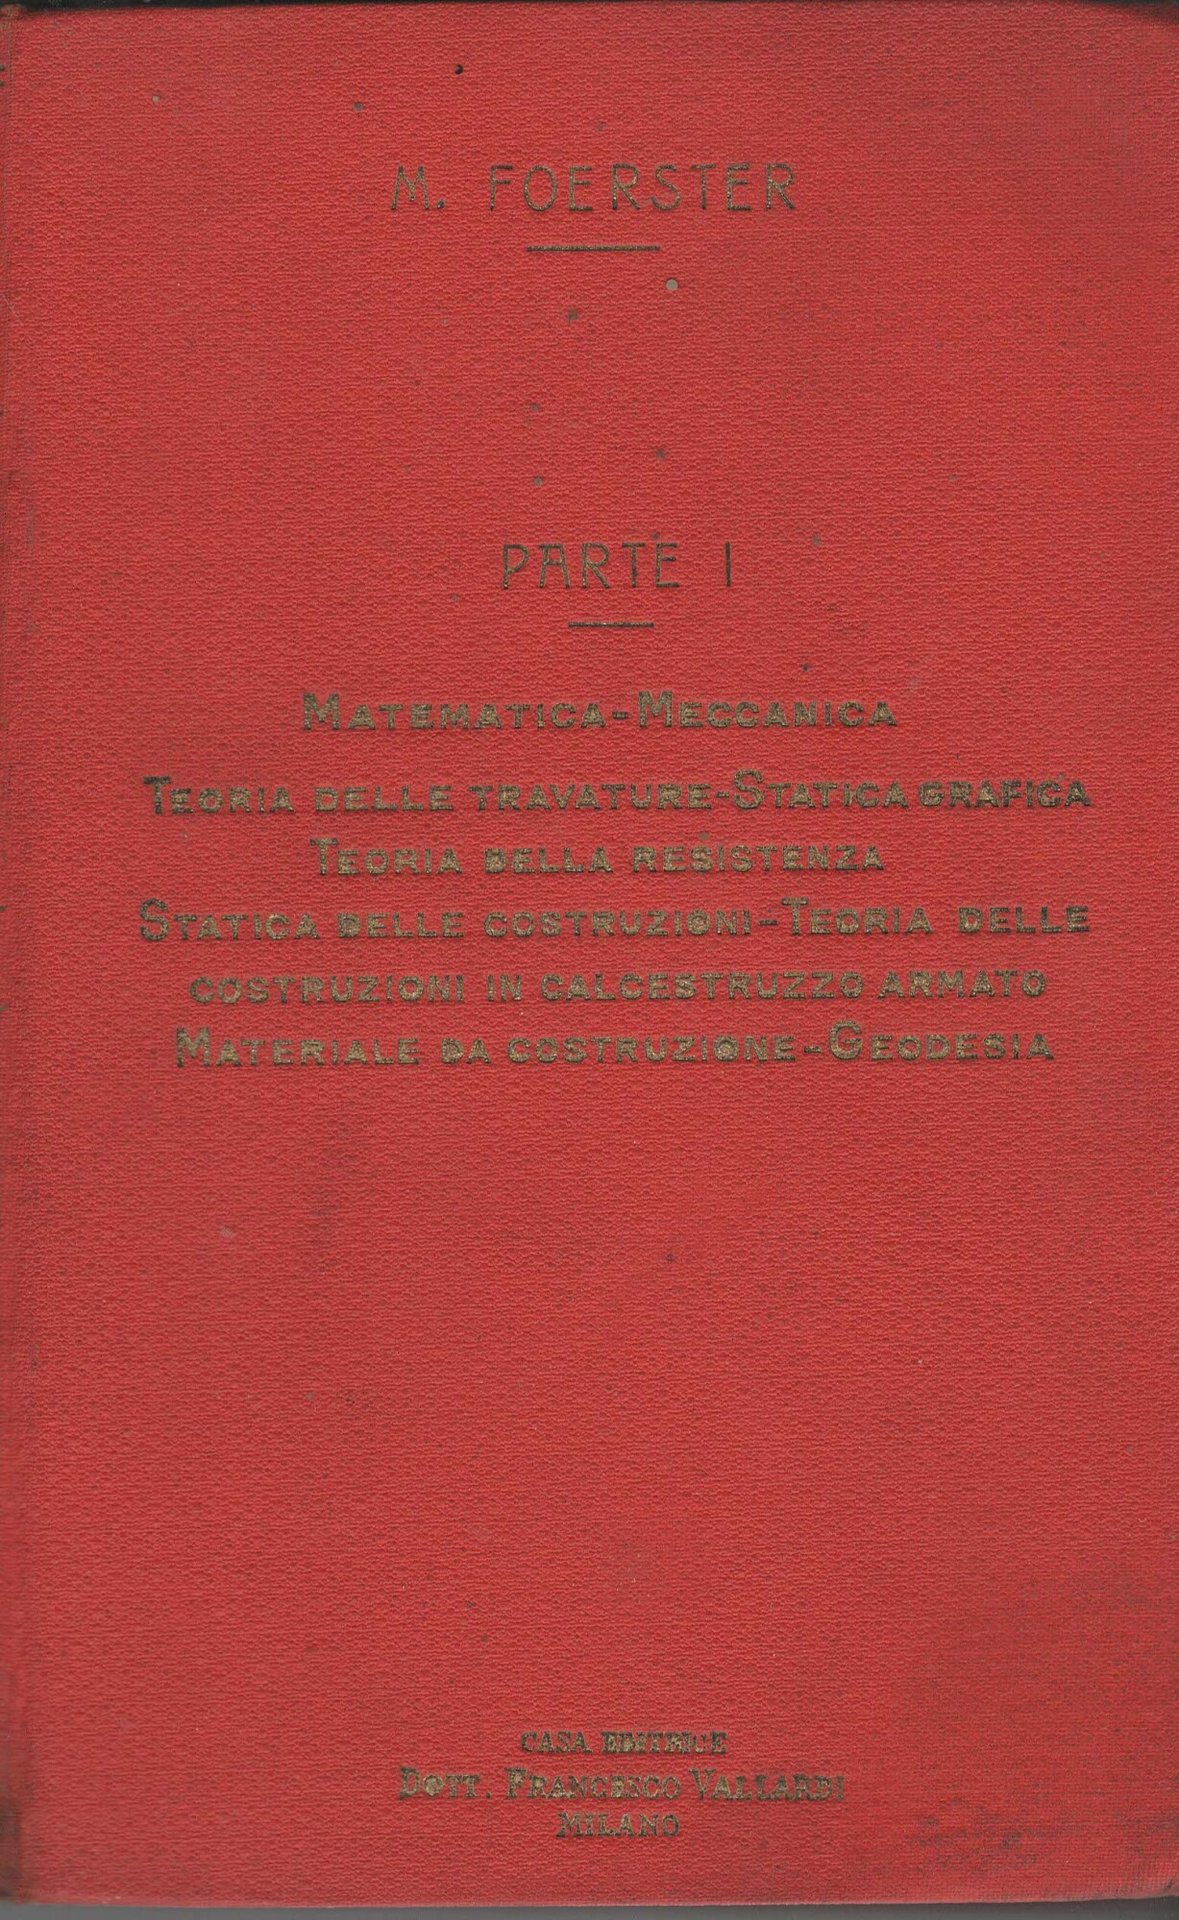 M. FOERSTER
PARTE I
MATEMATICA-MECCANICA
TEORIA DELLE TRAVATURE-STATICA GRAFICA
TEORIA DELLA RESISTENZA
STATICA DELLE COSTRUZIONI-TEORIA DELLE
COSTRUZIONI IN CALCESTRUZZO ARMATO
MATERIALE DA COSTRUZIONE-GEODESIA
CASA EDITRICE
DOTT. FRANCESCO VALLARDI
MILANO